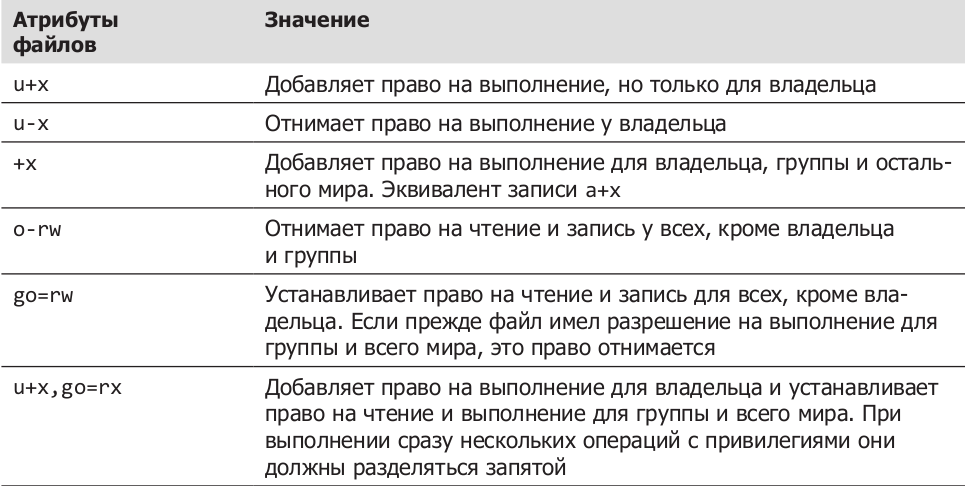 Атрибуты Значение
файлов
u+x Добавляет право на выполнение, но только для владельца
u-x Отнимает право на выполнение у владельца
+x Добавляет право на выполнение для владельца, группы и осталь-
ного мира. Эквивалент записи a+x
o-rw Отнимает право на чтение и запись у всех, кроме владельца
и группы
go=rw Устанавливает право на чтение и запись для всех, кроме вла-
дельца. Если прежде файл имел разрешение на выполнение для
группы и всего мира, это право отнимается
u+x,go=rx Добавляет право на выполнение для владельца и устанавливает
право на чтение и выполнение для группы и всего мира. При
выполнении сразу нескольких операций с привилегиями они
должны разделяться запятой